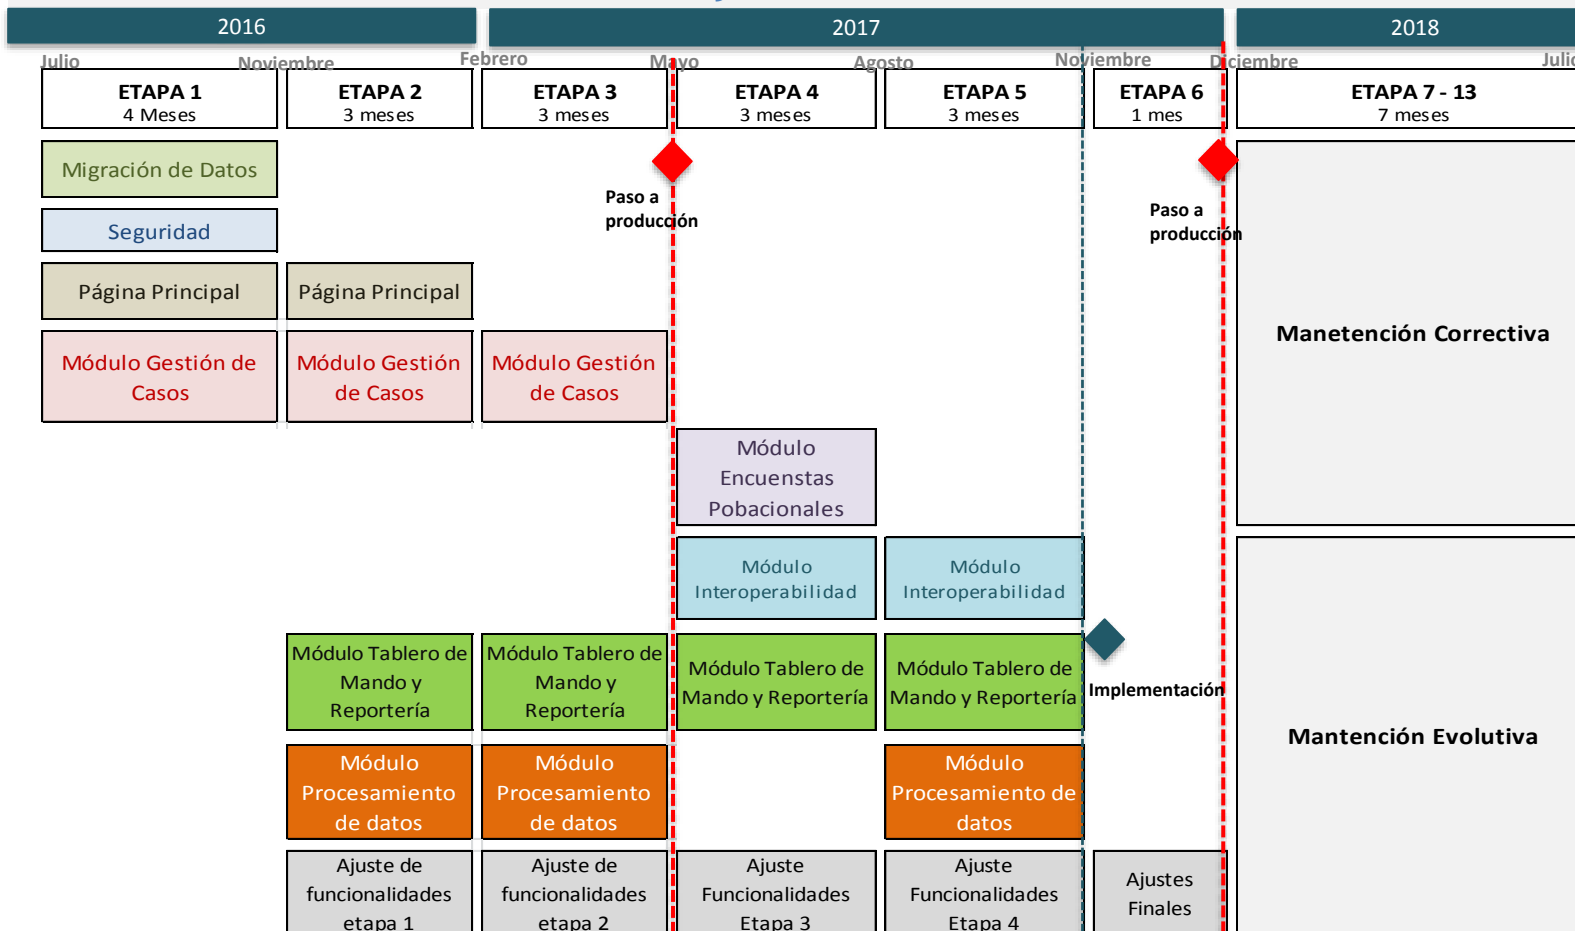 2016
2017
2018
Julio
Noviembre
Febrero
Mayo
Agosto
Noviembre
Diciembre
Julio
ETAPA 1
4 Meses
ETAPA 2
3 meses
ETAPA 3
3 meses
ETAPA 4
3 meses
ETAPA 5
3 meses
ETAPA 6
1 mes
ETAPA 7 - 13
7 meses
Migración de Datos
Paso a
producción
Paso a
producción
Seguridad
Página Principal
Página Principal
Manetención Correctiva
Módulo Gestión de
Casos
Módulo Gestión
de Casos
Módulo Gestión
de Casos
Módulo
Encuenstas
Pobacionales
Módulo
Interoperabilidad
Módulo
Interoperabilidad
Módulo Tablero de
Mando y
Reportería
Módulo Tablero de
Mando y
Reportería
Módulo Tablero de
Mando y Reportería
Módulo Tablero de
Mando y Reportería
Implementación
Mantención Evolutiva
Módulo
Procesamiento
de datos
Módulo
Procesamiento
de datos
Módulo
Procesamiento de
datos
Ajuste de
funcionalidades
etapa 1
Ajuste de
funcionalidades
etapa 2
Ajuste
Funcionalidades
Etapa 3
Ajuste
Funcionalidades
Etapa 4
Ajustes
Finales